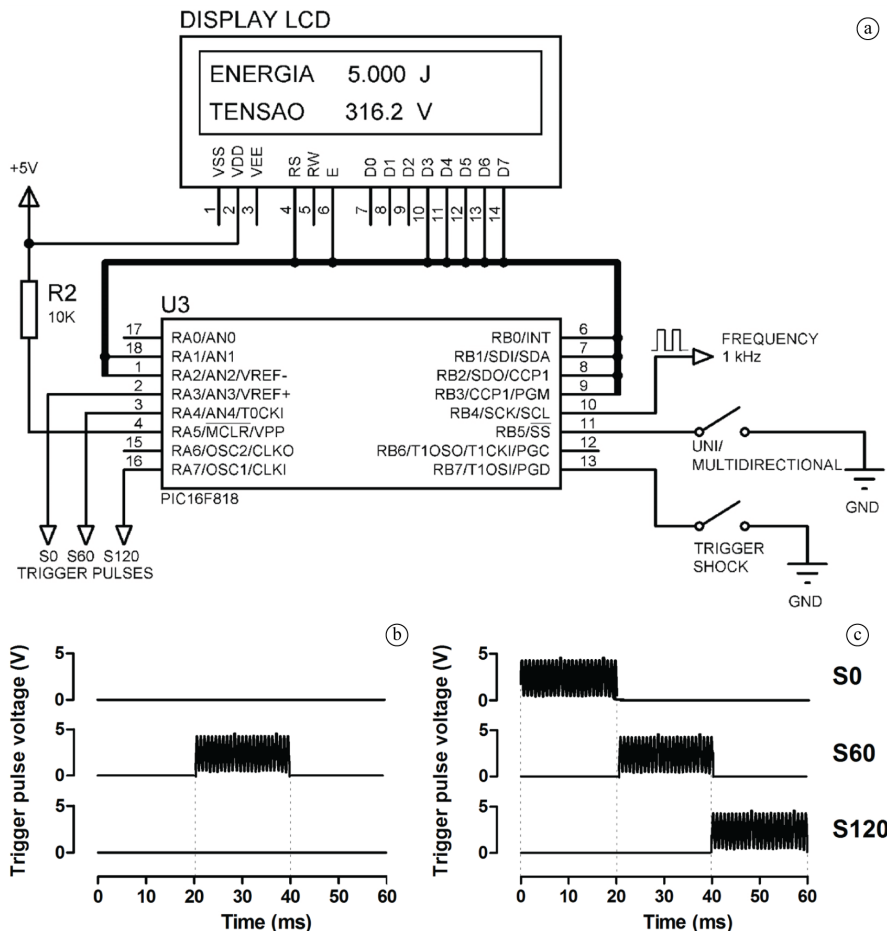 DISPLAY LCD
a
ENERGIA 5.000 J
TENSAO 316.2 V
+5V
VSS VDD VEE RS RW E D0 D1 D2 D3 D4 D5 D6 D7
1 2 3 4 5 6 7 8 9 10 11 12 13 14
R2
10K
U3
17 RA0/AN0 RB0/INT 6
18 RA1/AN1 RB1/SDI/SDA 7
1 RA2/AN2/VREF- RB2/SDO/CCP1 8
2 RA3/AN3/VREF+ RB3/CCP1/PGM 9
3 RA4/AN4/T0CKI RB4/SCK/SCL 10
4 RA5/MCLR/VPP RB5/SS 11
15 RA6/OSC2/CLKO RB6/T1OSO/T1CKI/PGC 12
16 RA7/OSC1/CLKI RB7/T1OSI/PGD 13
PIC16F818
FREQUENCY
1 kHz
UNI/
MULTIDIRECTIONAL
GND
TRIGGER
SHOCK
GND
S0 S60 S120
TRIGGER PULSES
b
Trigger pulse voltage (V)
5
0
5
0
5
0
0 10 20 30 40 50 60
Time (ms)
c
Trigger pulse voltage (V)
5
0
S0
5
0
S60
5
0
S120
0 10 20 30 40 50 60
Time (ms)